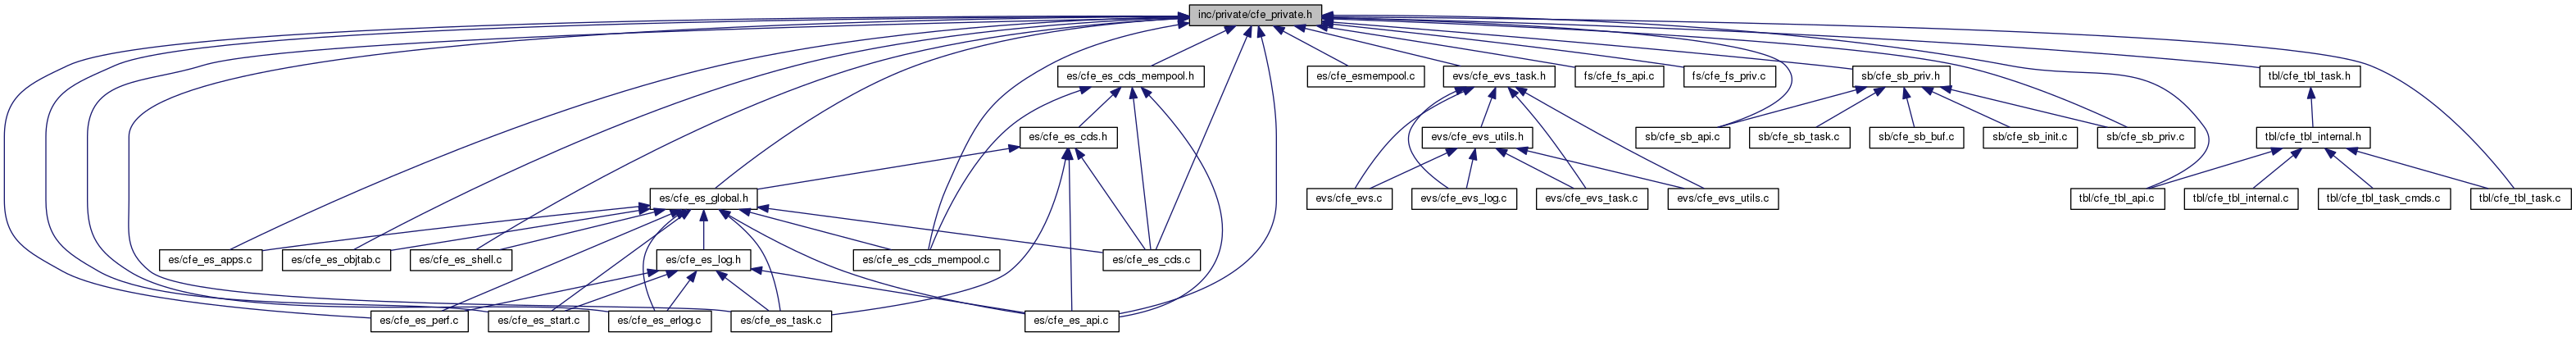 inc/private/cfe_private.h
es/cfe_es_cds_mempool.h
es/cfe_esmempool.c
evs/cfe_evs_task.h
fs/cfe_fs_api.c
fs/cfe_fs_priv.c
sb/cfe_sb_priv.h
tbl/cfe_tbl_task.h
es/cfe_es_cds.h
evs/cfe_evs_utils.h
sb/cfe_sb_api.c
sb/cfe_sb_task.c
sb/cfe_sb_buf.c
sb/cfe_sb_init.c
sb/cfe_sb_priv.c
tbl/cfe_tbl_internal.h
es/cfe_es_global.h
evs/cfe_evs.c
evs/cfe_evs_log.c
evs/cfe_evs_task.c
evs/cfe_evs_utils.c
tbl/cfe_tbl_api.c
tbl/cfe_tbl_internal.c
tbl/cfe_tbl_task_cmds.c
tbl/cfe_tbl_task.c
es/cfe_es_apps.c
es/cfe_es_objtab.c
es/cfe_es_shell.c
es/cfe_es_log.h
es/cfe_es_cds_mempool.c
es/cfe_es_cds.c
es/cfe_es_perf.c
es/cfe_es_start.c
es/cfe_es_erlog.c
es/cfe_es_task.c
es/cfe_es_api.c